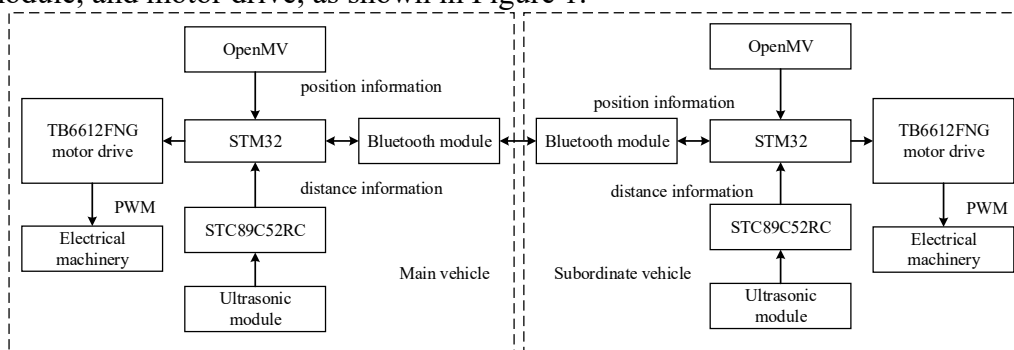 module, and motor drive, as shown in Figure 1.
OpenMV
position information
TB6612FNG
motor drive
STM32
Bluetooth module
distance information
PWM
STC89C52RC
Electrical
machinery
Ultrasonic
module
Main vehicle
OpenMV
position information
Bluetooth module
STM32
TB6612FNG
motor drive
distance information
PWM
STC89C52RC
Electrical
machinery
Subordinate vehicle
Ultrasonic
module